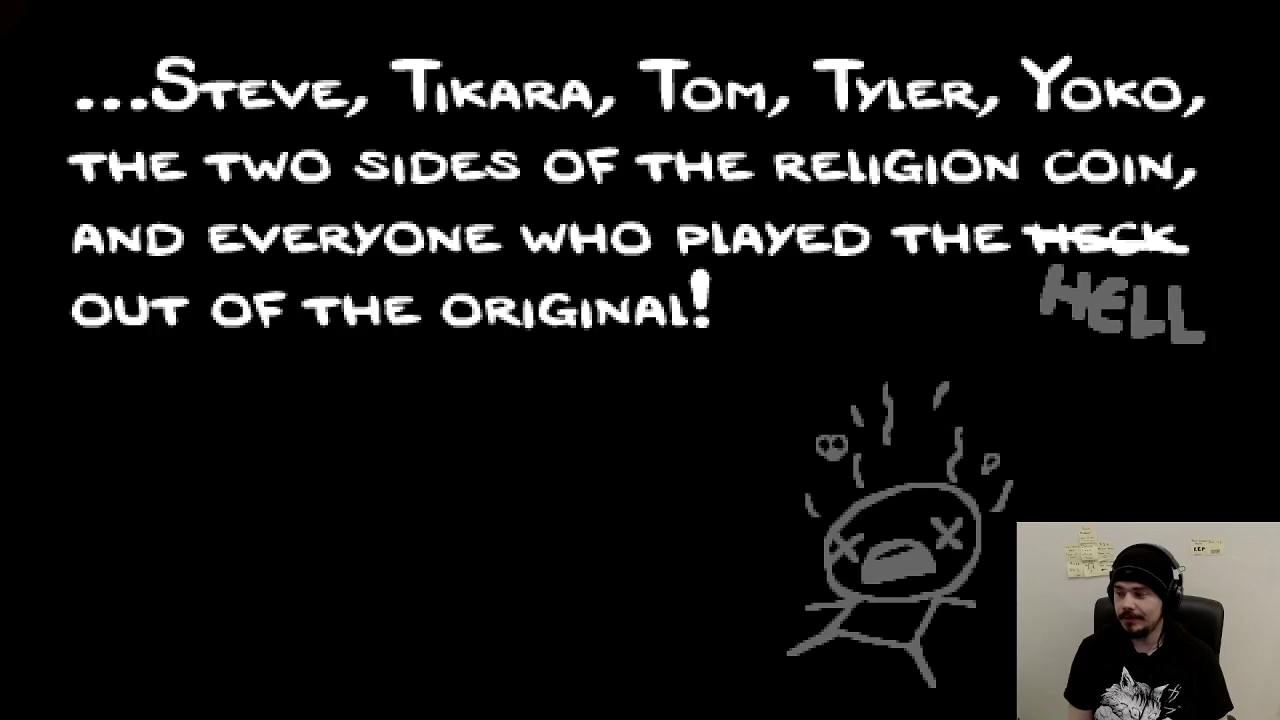 ...Steve, Tikara, Tom, Tyler, Yoko,
the two sides of the religion coin,
and everyone who played the heck
out of the original!
HELL